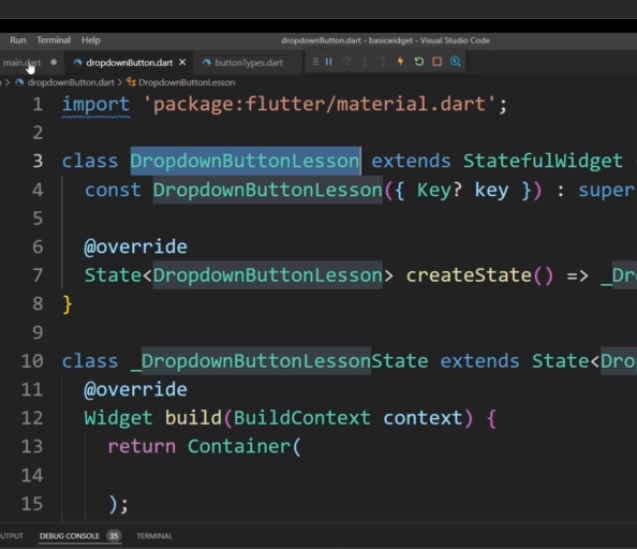 Run Terminal Help dropdownButton.dart - basicwidget - Visual Studio Code
main.dart dropdownButton.dart buttonTypes.dart
dropdownButton.dart > DropdownButtonLesson
1 import 'package:flutter/material.dart';
2
3 class DropdownButtonLesson extends StatefulWidget
4 const DropdownButtonLesson({ Key? key }) : super
5
6 @override
7 State<DropdownButtonLesson> createState() => _Dr
8 }
9
10 class _DropdownButtonLessonState extends State<Dro
11 @override
12 Widget build(BuildContext context) {
13 return Container(
14
15 );
UTPUT DEBUG CONSOLE 35 TERMINAL